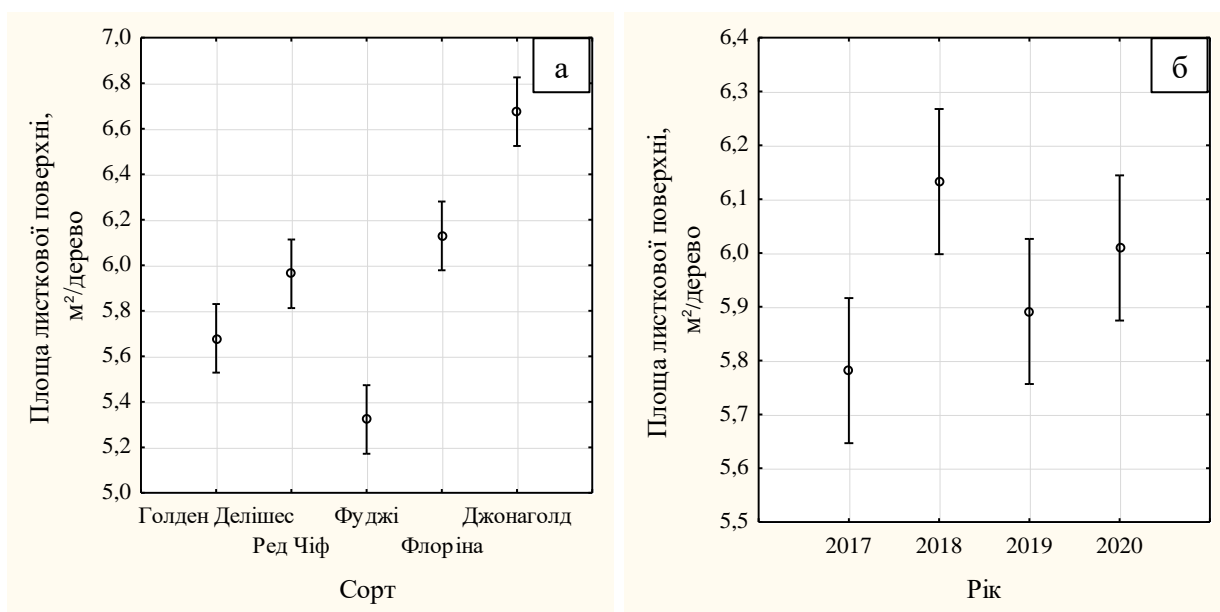 а
Площа листкової поверхні,
м²/дерево
7,0
6,8
6,6
6,4
6,2
6,0
5,8
5,6
5,4
5,2
5,0
Голден Делішес
Ред Чіф
Фуджі
Флоріна
Джонаголд
Сорт
б
Площа листкової поверхні,
м²/дерево
6,4
6,3
6,2
6,1
6,0
5,9
5,8
5,7
5,6
5,5
2017
2018
2019
2020
Рік